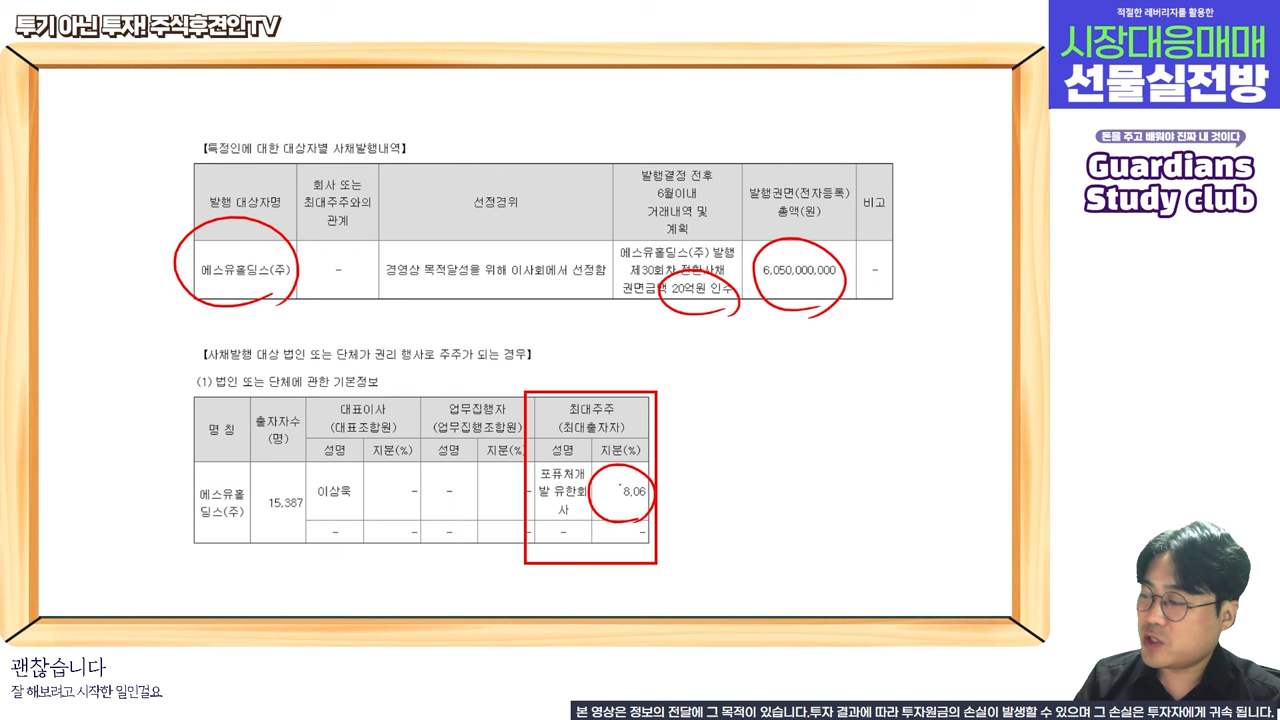 투기 아닌 투자! 주식후견인TV
적절한 레버리지를 활용한
시장대응매매
선물실전방
돈을 주고 배워야 진짜 내 것이다
Guardians
Study club
【특정인에 대한 대상자별 사채발행내역】
발행 대상자명
회사 또는
최대주주와의
관계
선정경위
발행결정 전후
6월이내
거래내역 및
계획
발행권면(전자등록)
총액(원)
비고
에스유홀딩스(주)
-
경영상 목적달성을 위해 이사회에서 선정함
에스유홀딩스(주) 발행
제30회차 전환사채
권면금액 20억원 인수
6,050,000,000
-
【사채발행 대상 법인 또는 단체가 권리 행사로 주주가 되는 경우】
(1) 법인 또는 단체에 관한 기본정보
명 칭
출자자수
(명)
대표이사
(대표조합원)
업무집행자
(업무집행조합원)
최대주주
(최대출자자)
성명 지분(%) 성명 지분(%) 성명 지분(%)
에스유홀
딩스(주)
15,387
이상욱 - - -
포퓨처개
발 유한회
사
8.06
- - - - - -
괜찮습니다
잘 해보려고 시작한 일인걸요
본 영상은 정보의 전달에 그 목적이 있습니다.투자 결과에 따라 투자원금의 손실이 발생할 수 있으며 그 손실은 투자자에게 귀속 됩니다.